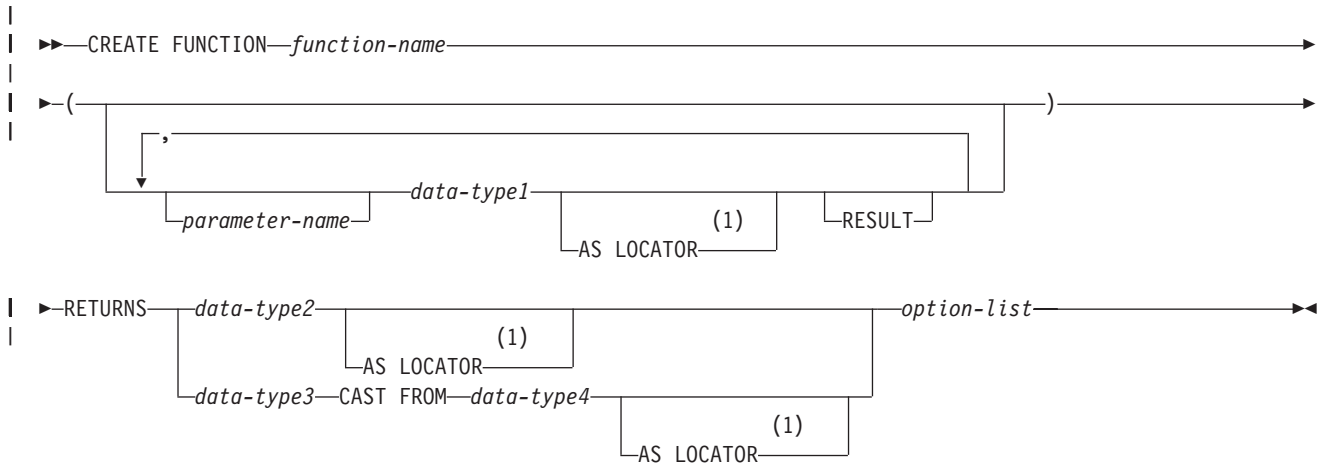 CREATE FUNCTION function-name
( )
,
data-type1
parameter-name (1) RESULT
AS LOCATOR
RETURNS data-type2 option-list
(1)
AS LOCATOR
data-type3 CAST FROM data-type4
(1)
AS LOCATOR